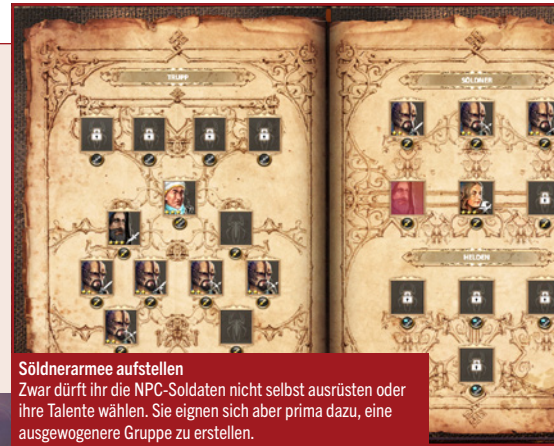 TRUPP
SÖLDNER
HELDEN
Söldnerarmee aufstellen
Zwar dürft ihr die NPC-Soldaten nicht selbst ausrüsten oder
ihre Talente wählen. Sie eignen sich aber prima dazu, eine
ausgewogenere Gruppe zu erstellen.